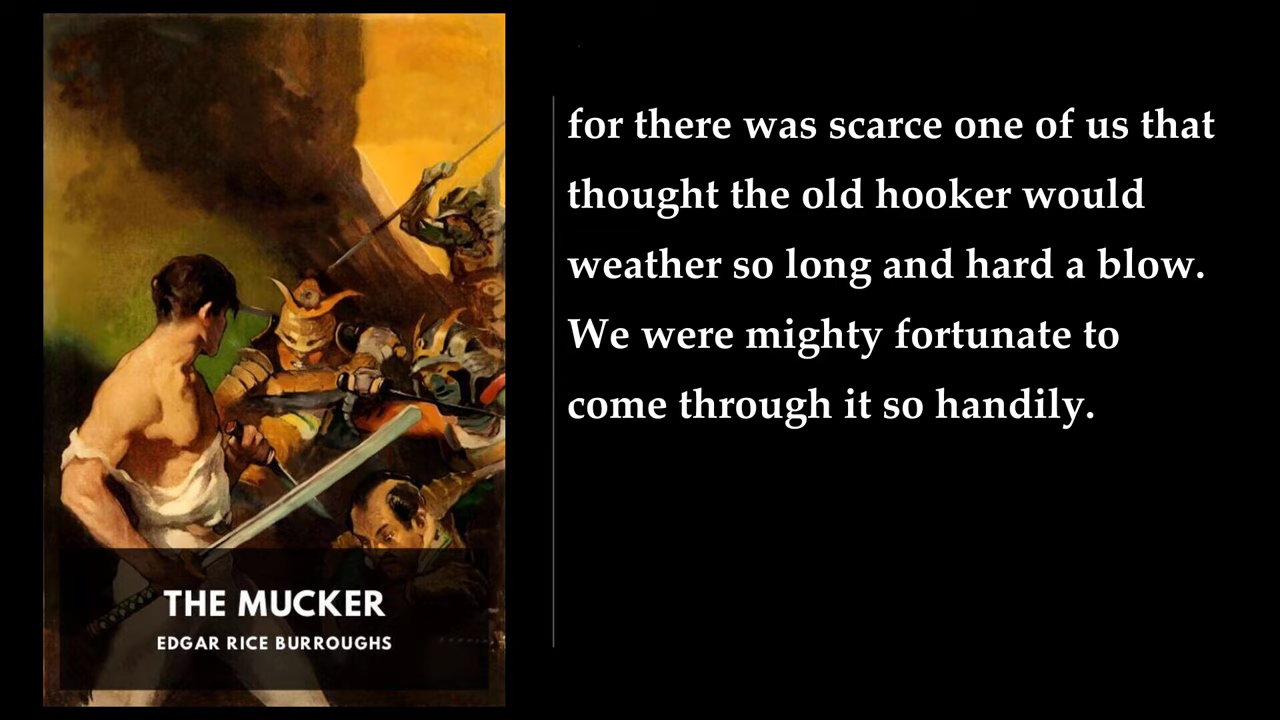 THE MUCKER
EDGAR RICE BURROUGHS
for there was scarce one of us that
thought the old hooker would
weather so long and hard a blow.
We were mighty fortunate to
come through it so handily.